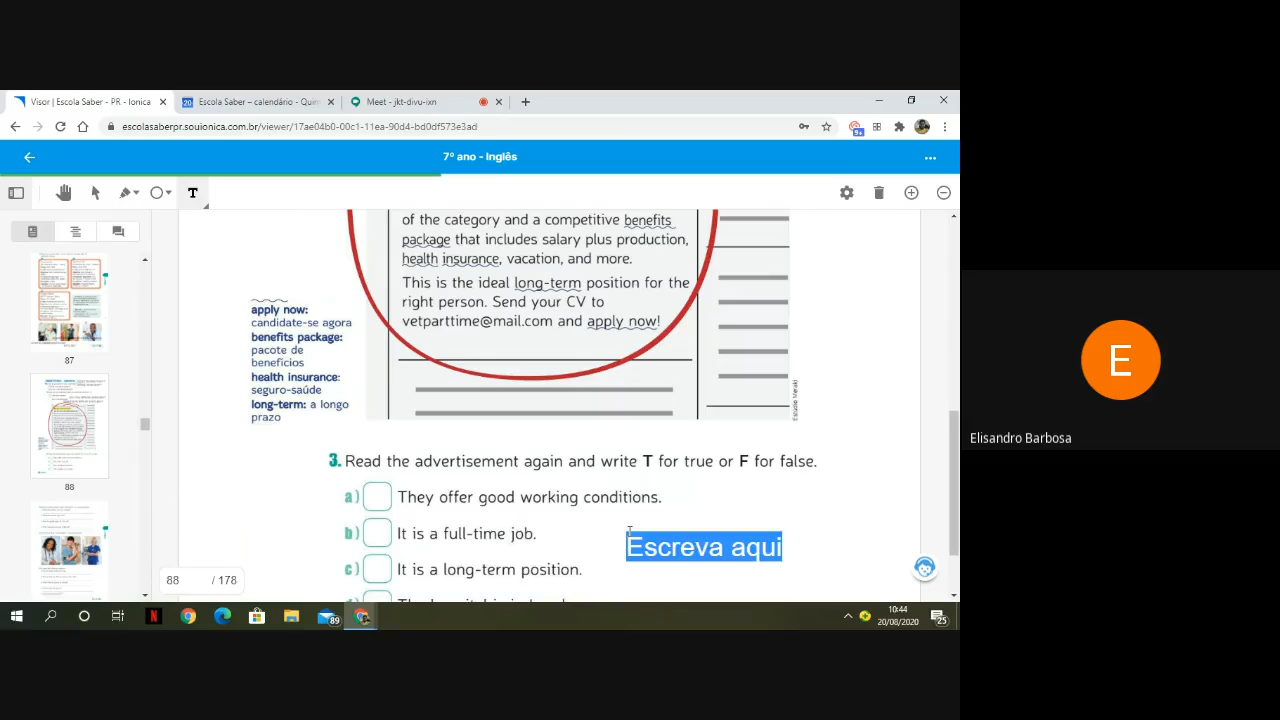 Visor | Escola Saber - PR - Ionica
Escola Saber – calendário - Quin
Meet - jkt-divu-ixn
escolasaberpr.souionica.com.br/viewer/17ae04b0-00c1-11ea-90d4-bd0df573e3ad
9+
7º ano - Inglês
T
of the category and a competitive benefits
package that includes salary plus production,
health insurance, vacation, and more.
This is the ideal long-term position for the
right person. Send your CV to
vetparttime@mail.com and apply now!
apply now:
candidate-se agora
benefits package:
pacote de
benefícios
health insurance:
seguro-saúde
long-term: a longo
prazo
Estúdio Meraki
87
88
3. Read the advertisement again and write T for true or F for false.
a) They offer good working conditions.
b) It is a full-time job.
Escreva aqui
c) It is a long-term position.
88 / 178
E
Elisandro Barbosa
89
10:44
20/08/2020
25